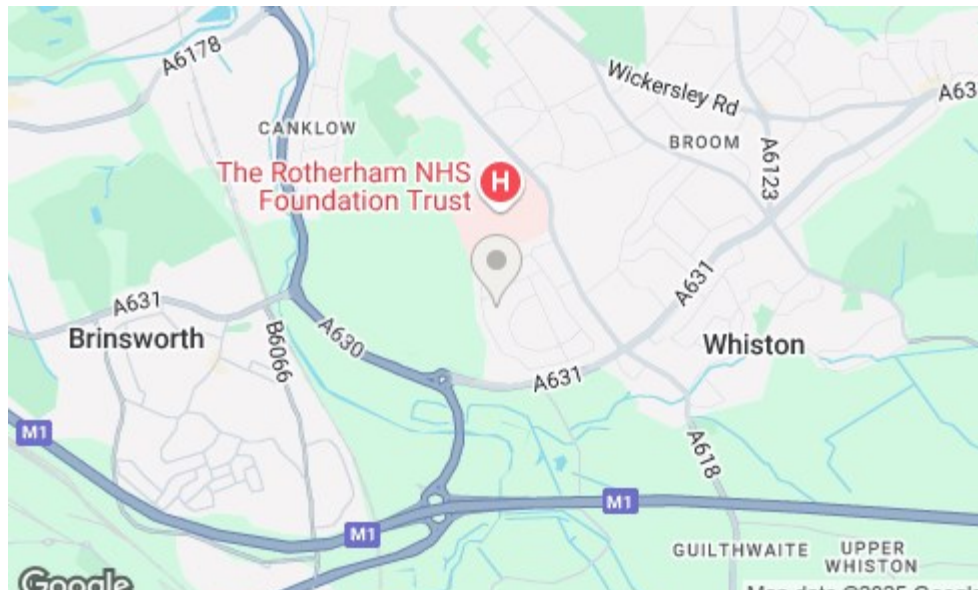 A6178
Wickersley Rd
A63
CANKLOW
BROOM
A6123
The Rotherham NHS
Foundation Trust
H
A631
A631
Brinsworth
B6066
A630
Whiston
A631
M1
A618
M1
M1
GUILTHWAITE
UPPER
WHISTON
Google